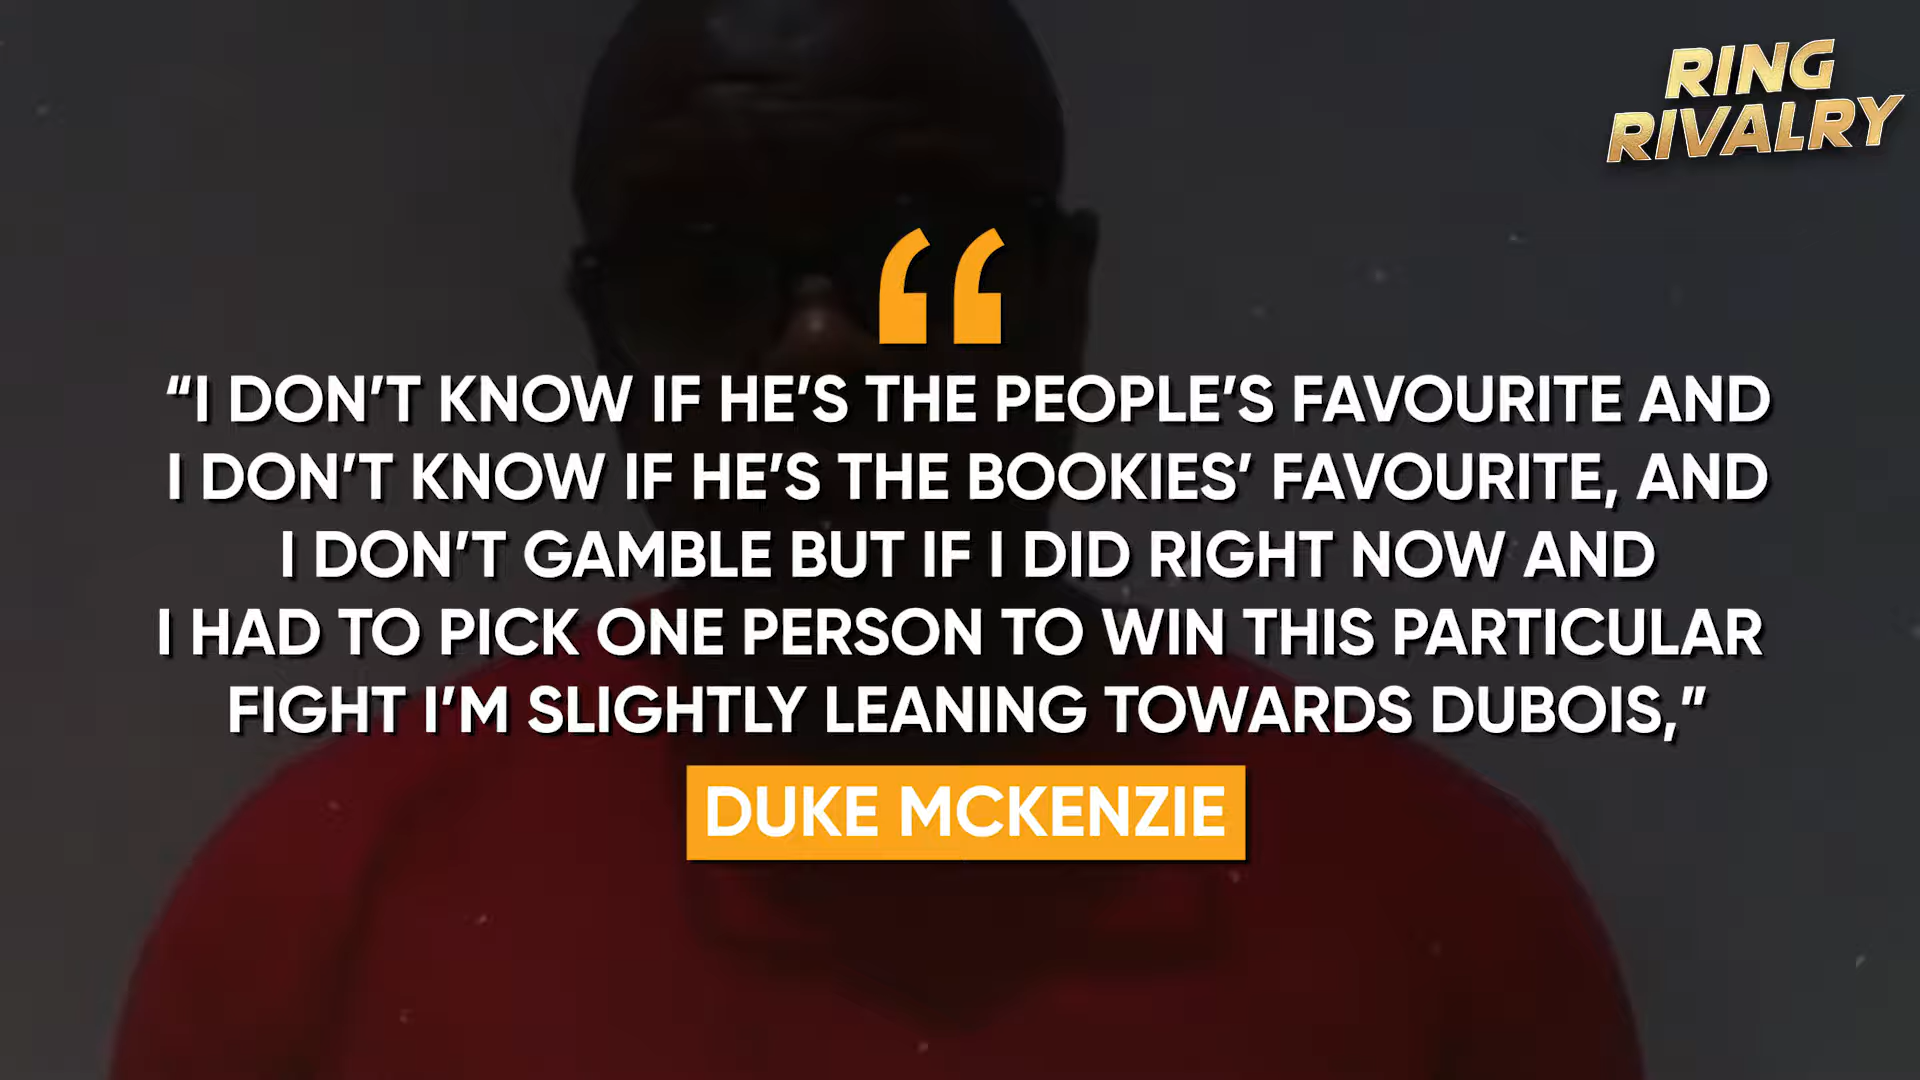 RING
RIVALRY
“
“I DON’T KNOW IF HE’S THE PEOPLE’S FAVOURITE AND
I DON’T KNOW IF HE’S THE BOOKIES’ FAVOURITE, AND
I DON’T GAMBLE BUT IF I DID RIGHT NOW AND
I HAD TO PICK ONE PERSON TO WIN THIS PARTICULAR
FIGHT I’M SLIGHTLY LEANING TOWARDS DUBOIS,”
DUKE MCKENZIE